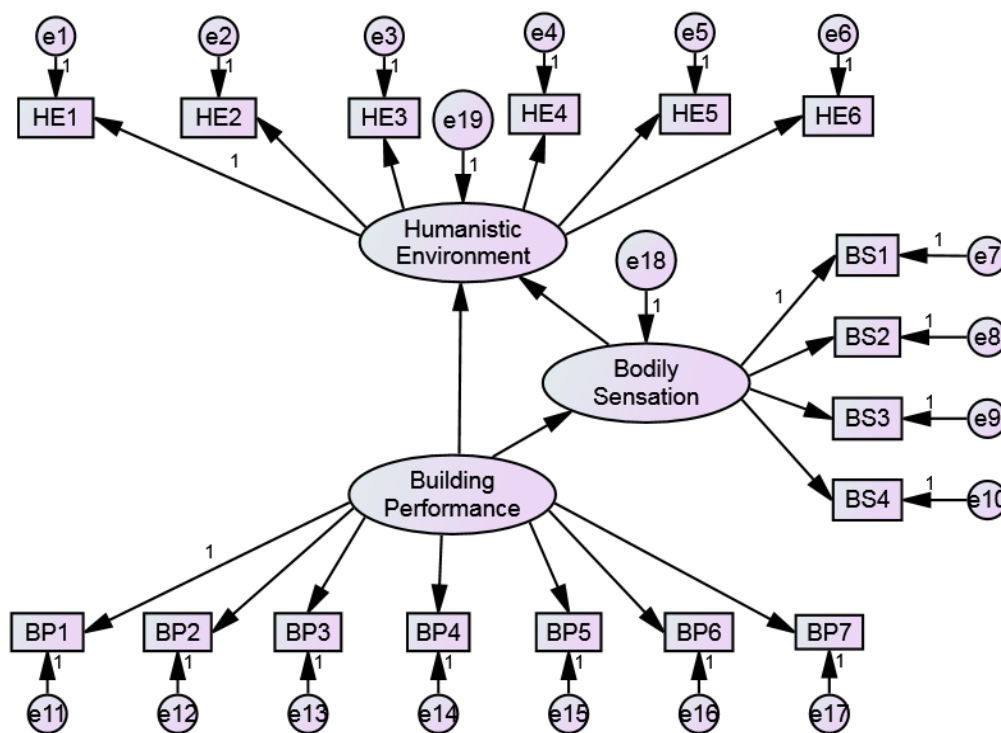 e1
e2
e3
e4
e5
e6
1
1
1
1
1
1
HE1
HE2
HE3
HE4
HE5
HE6
e19
1
1
Humanistic
Environment
e18
1
BS1
1
e7
1
BS2
1
e8
Bodily
Sensation
BS3
1
e9
BS4
1
e10
Building
Performance
1
BP1
BP2
BP3
BP4
BP5
BP6
BP7
1
1
1
1
1
1
1
e11
e12
e13
e14
e15
e16
e17